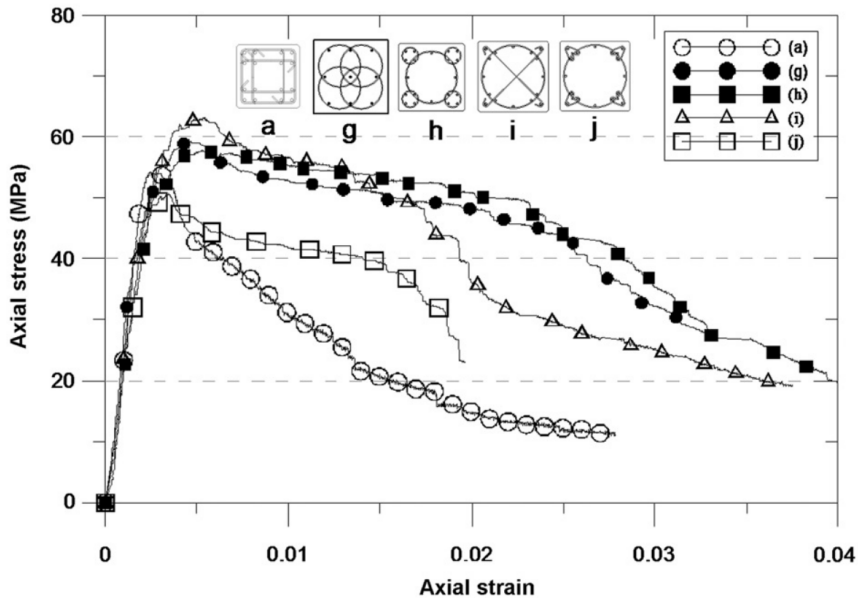 80
60
40
20
0
Axial stress (MPa)
a g h i j
(a)
(g)
(h)
(i)
(j)
0 0.01 0.02 0.03 0.04
Axial strain